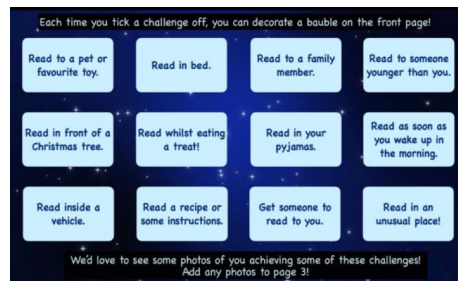 Each time you tick a challenge off, you can decorate a bauble on the front page!
Read to a pet or
favourite toy.
Read in bed.
Read to a family
member.
Read to someone
younger than you.
Read in front of a
Christmas tree.
Read whilst eating
a treat!
Read in your
pyjamas.
Read as soon as
you wake up in
the morning.
Read inside a
vehicle.
Read a recipe or
some instructions.
Get someone to
read to you.
Read in an
unusual place!
We'd love to see some photos of you achieving some of these challenges!
Add any photos to page 3!